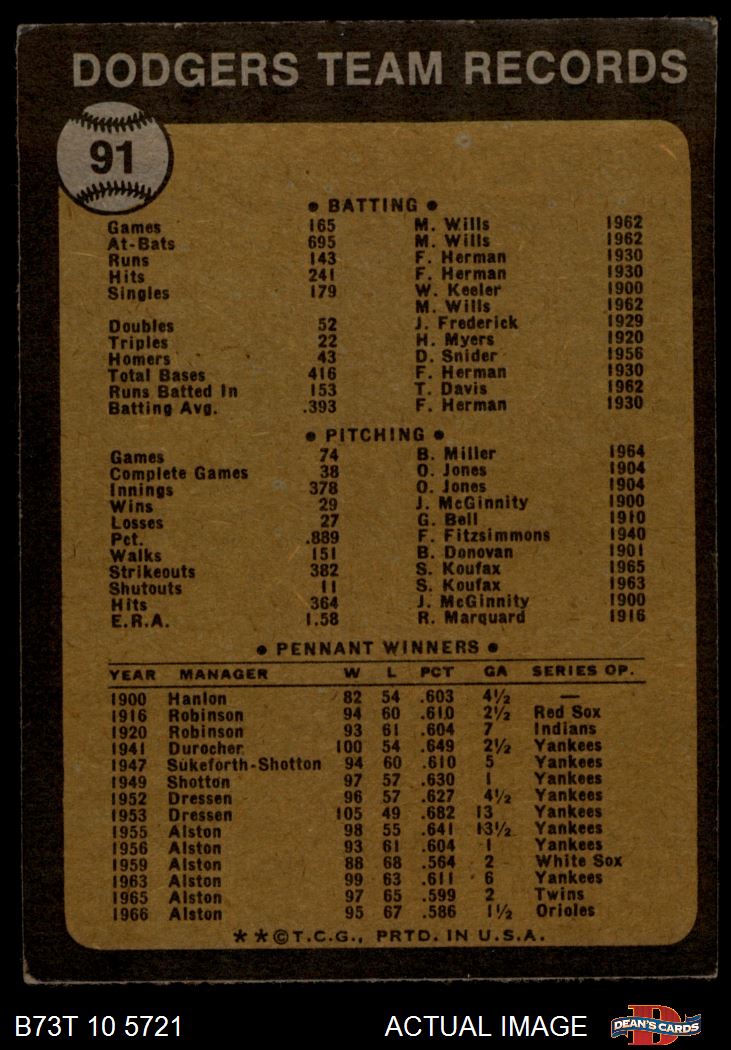 DODGERS TEAM RECORDS
91
• BATTING •
Games 165 M. Wills 1962
At-Bats 695 M. Wills 1962
Runs 143 F. Herman 1930
Hits 241 F. Herman 1930
Singles 179 W. Keeler 1900
M. Wills 1962
Doubles 52 J. Frederick 1929
Triples 22 H. Myers 1920
Homers 43 D. Snider 1956
Total Bases 416 F. Herman 1930
Runs Batted In 153 T. Davis 1962
Batting Avg. .393 F. Herman 1930
• PITCHING •
Games 74 B. Miller 1964
Complete Games 38 O. Jones 1904
Innings 378 O. Jones 1904
Wins 29 J. McGinnity 1900
Losses 27 G. Bell 1910
Pct. .889 F. Fitzsimmons 1940
Walks 151 B. Donovan 1901
Strikeouts 382 S. Koufax 1965
Shutouts 11 S. Koufax 1963
Hits 364 J. McGinnity 1900
E.R.A. 1.58 R. Marquard 1916
• PENNANT WINNERS •
YEAR MANAGER W L PCT GA SERIES OP.
1900 Hanlon 82 54 .603 4½ —
1916 Robinson 94 60 .610 2½ Red Sox
1920 Robinson 93 61 .604 7 Indians
1941 Durocher 100 54 .649 2½ Yankees
1947 Sukeforth-Shotton 94 60 .610 5 Yankees
1949 Shotton 97 57 .630 1 Yankees
1952 Dressen 96 57 .627 4½ Yankees
1953 Dressen 105 49 .682 13 Yankees
1955 Alston 98 55 .641 13½ Yankees
1956 Alston 93 61 .604 1 Yankees
1959 Alston 88 68 .564 2 White Sox
1963 Alston 99 63 .611 6 Yankees
1965 Alston 97 65 .599 2 Twins
1966 Alston 95 67 .586 1½ Orioles
* * © T.C.G., PRTD. IN U.S.A.
B73T 10 5721 ACTUAL IMAGE DEAN'S CARDS